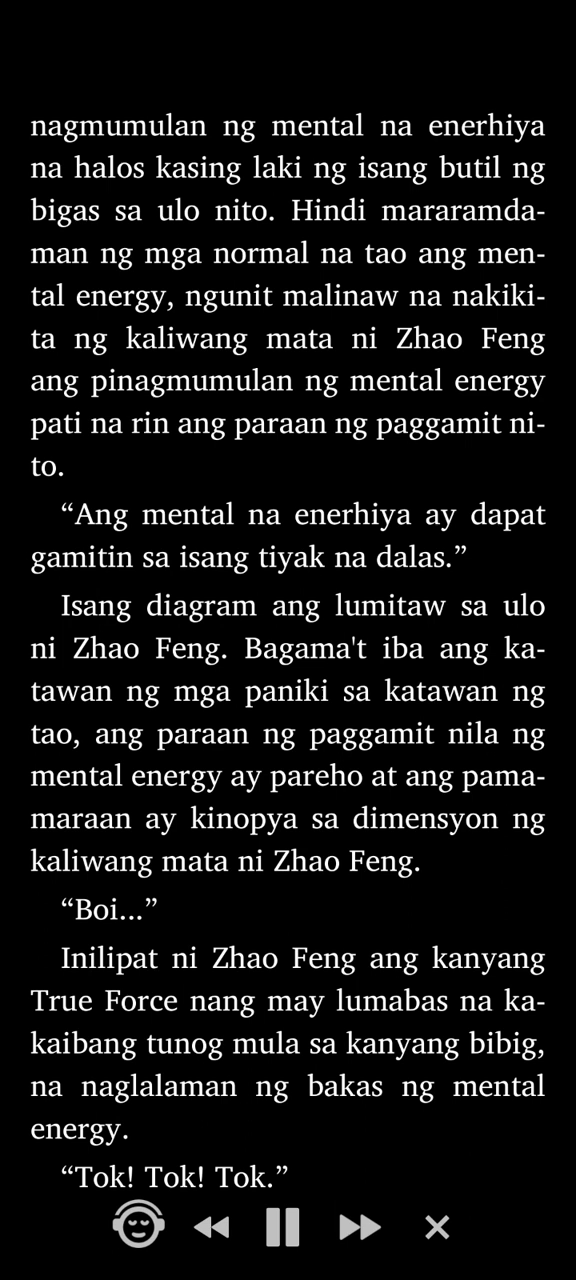 nagmumulan ng mental na enerhiya
na halos kasing laki ng isang butil ng
bigas sa ulo nito. Hindi mararamda-
man ng mga normal na tao ang men-
tal energy, ngunit malinaw na nakiki-
ta ng kaliwang mata ni Zhao Feng
ang pinagmumulan ng mental energy
pati na rin ang paraan ng paggamit ni-
to.
“Ang mental na enerhiya ay dapat
gamitin sa isang tiyak na dalas.”
Isang diagram ang lumitaw sa ulo
ni Zhao Feng. Bagama't iba ang ka-
tawan ng mga paniki sa katawan ng
tao, ang paraan ng paggamit nila ng
mental energy ay pareho at ang pama-
maraan ay kinopya sa dimensyon ng
kaliwang mata ni Zhao Feng.
“Boi...”
Inilipat ni Zhao Feng ang kanyang
True Force nang may lumabas na ka-
kaibang tunog mula sa kanyang bibig,
na naglalaman ng bakas ng mental
energy.
“Tok! Tok! Tok.”